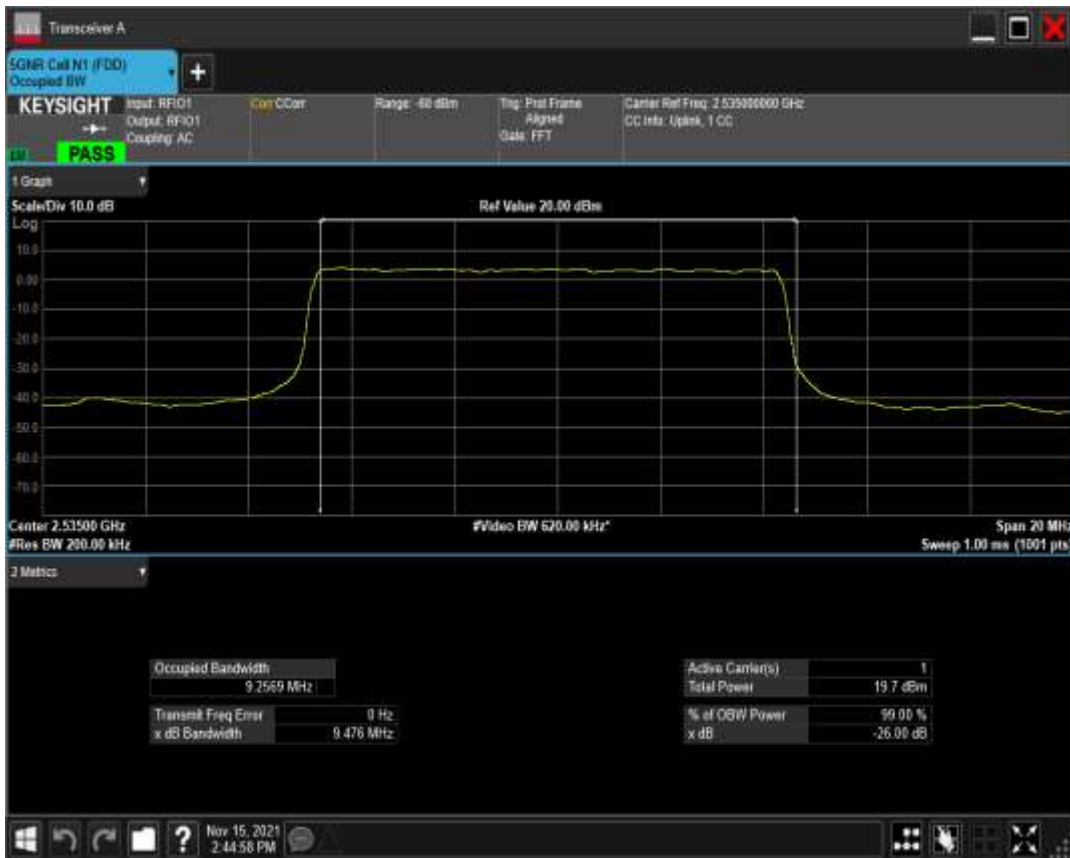 Transceiver A
5GNR Cell N1 (FDD)
Occupied BW
+
KEYSIGHT
Input: RFIO1
Output: RFIO1
Coupling: AC
Corr CCorr
Range: -60 dBm
Trig: Prot Frame
Aligned
Gate: FFT
Carrier Ref Freq: 2.535000000 GHz
CC Info: Uplink, 1 CC
PASS
1 Graph
Scale/Div 10.0 dB
Ref Value 20.00 dBm
Log
10.0
0.00
-10.0
-20.0
-30.0
-40.0
-50.0
-60.0
-70.0
Center 2.53500 GHz
#Video BW 620.00 kHz*
Span 20 MHz
#Res BW 200.00 kHz
Sweep 1.00 ms (1001 pts)
2 Metrics
Occupied Bandwidth
9.2569 MHz
Transmit Freq Error 0 Hz
x dB Bandwidth 9.476 MHz
Active Carrier(s) 1
Total Power 19.7 dBm
% of OBW Power 99.00 %
x dB -26.00 dB
?
Nov 15, 2021
2:44:58 PM